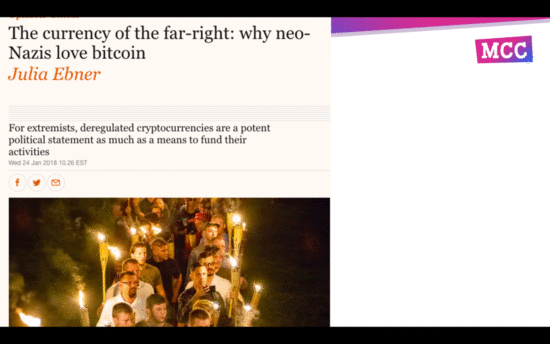 The currency of the far-right: why neo-
Nazis love bitcoin
Julia Ebner
For extremists, deregulated cryptocurrencies are a potent
political statement as much as a means to fund their
activities
Wed 24 Jan 2018 10.26 EST
MCC